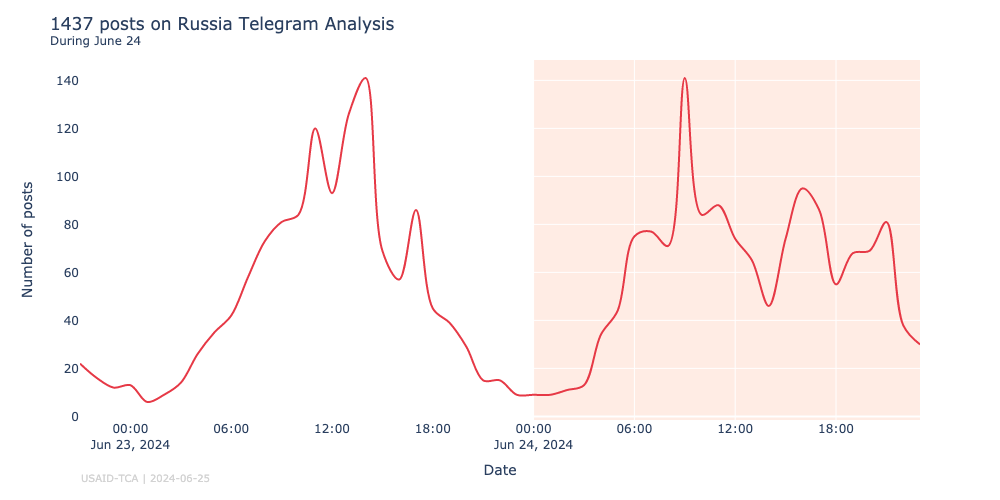 1437 posts on Russia Telegram Analysis
During June 24
Number of posts
140
120
100
80
60
40
20
0
00:00 06:00 12:00 18:00 00:00 06:00 12:00 18:00
Jun 23, 2024 Jun 24, 2024
Date
USAID-TCA | 2024-06-25